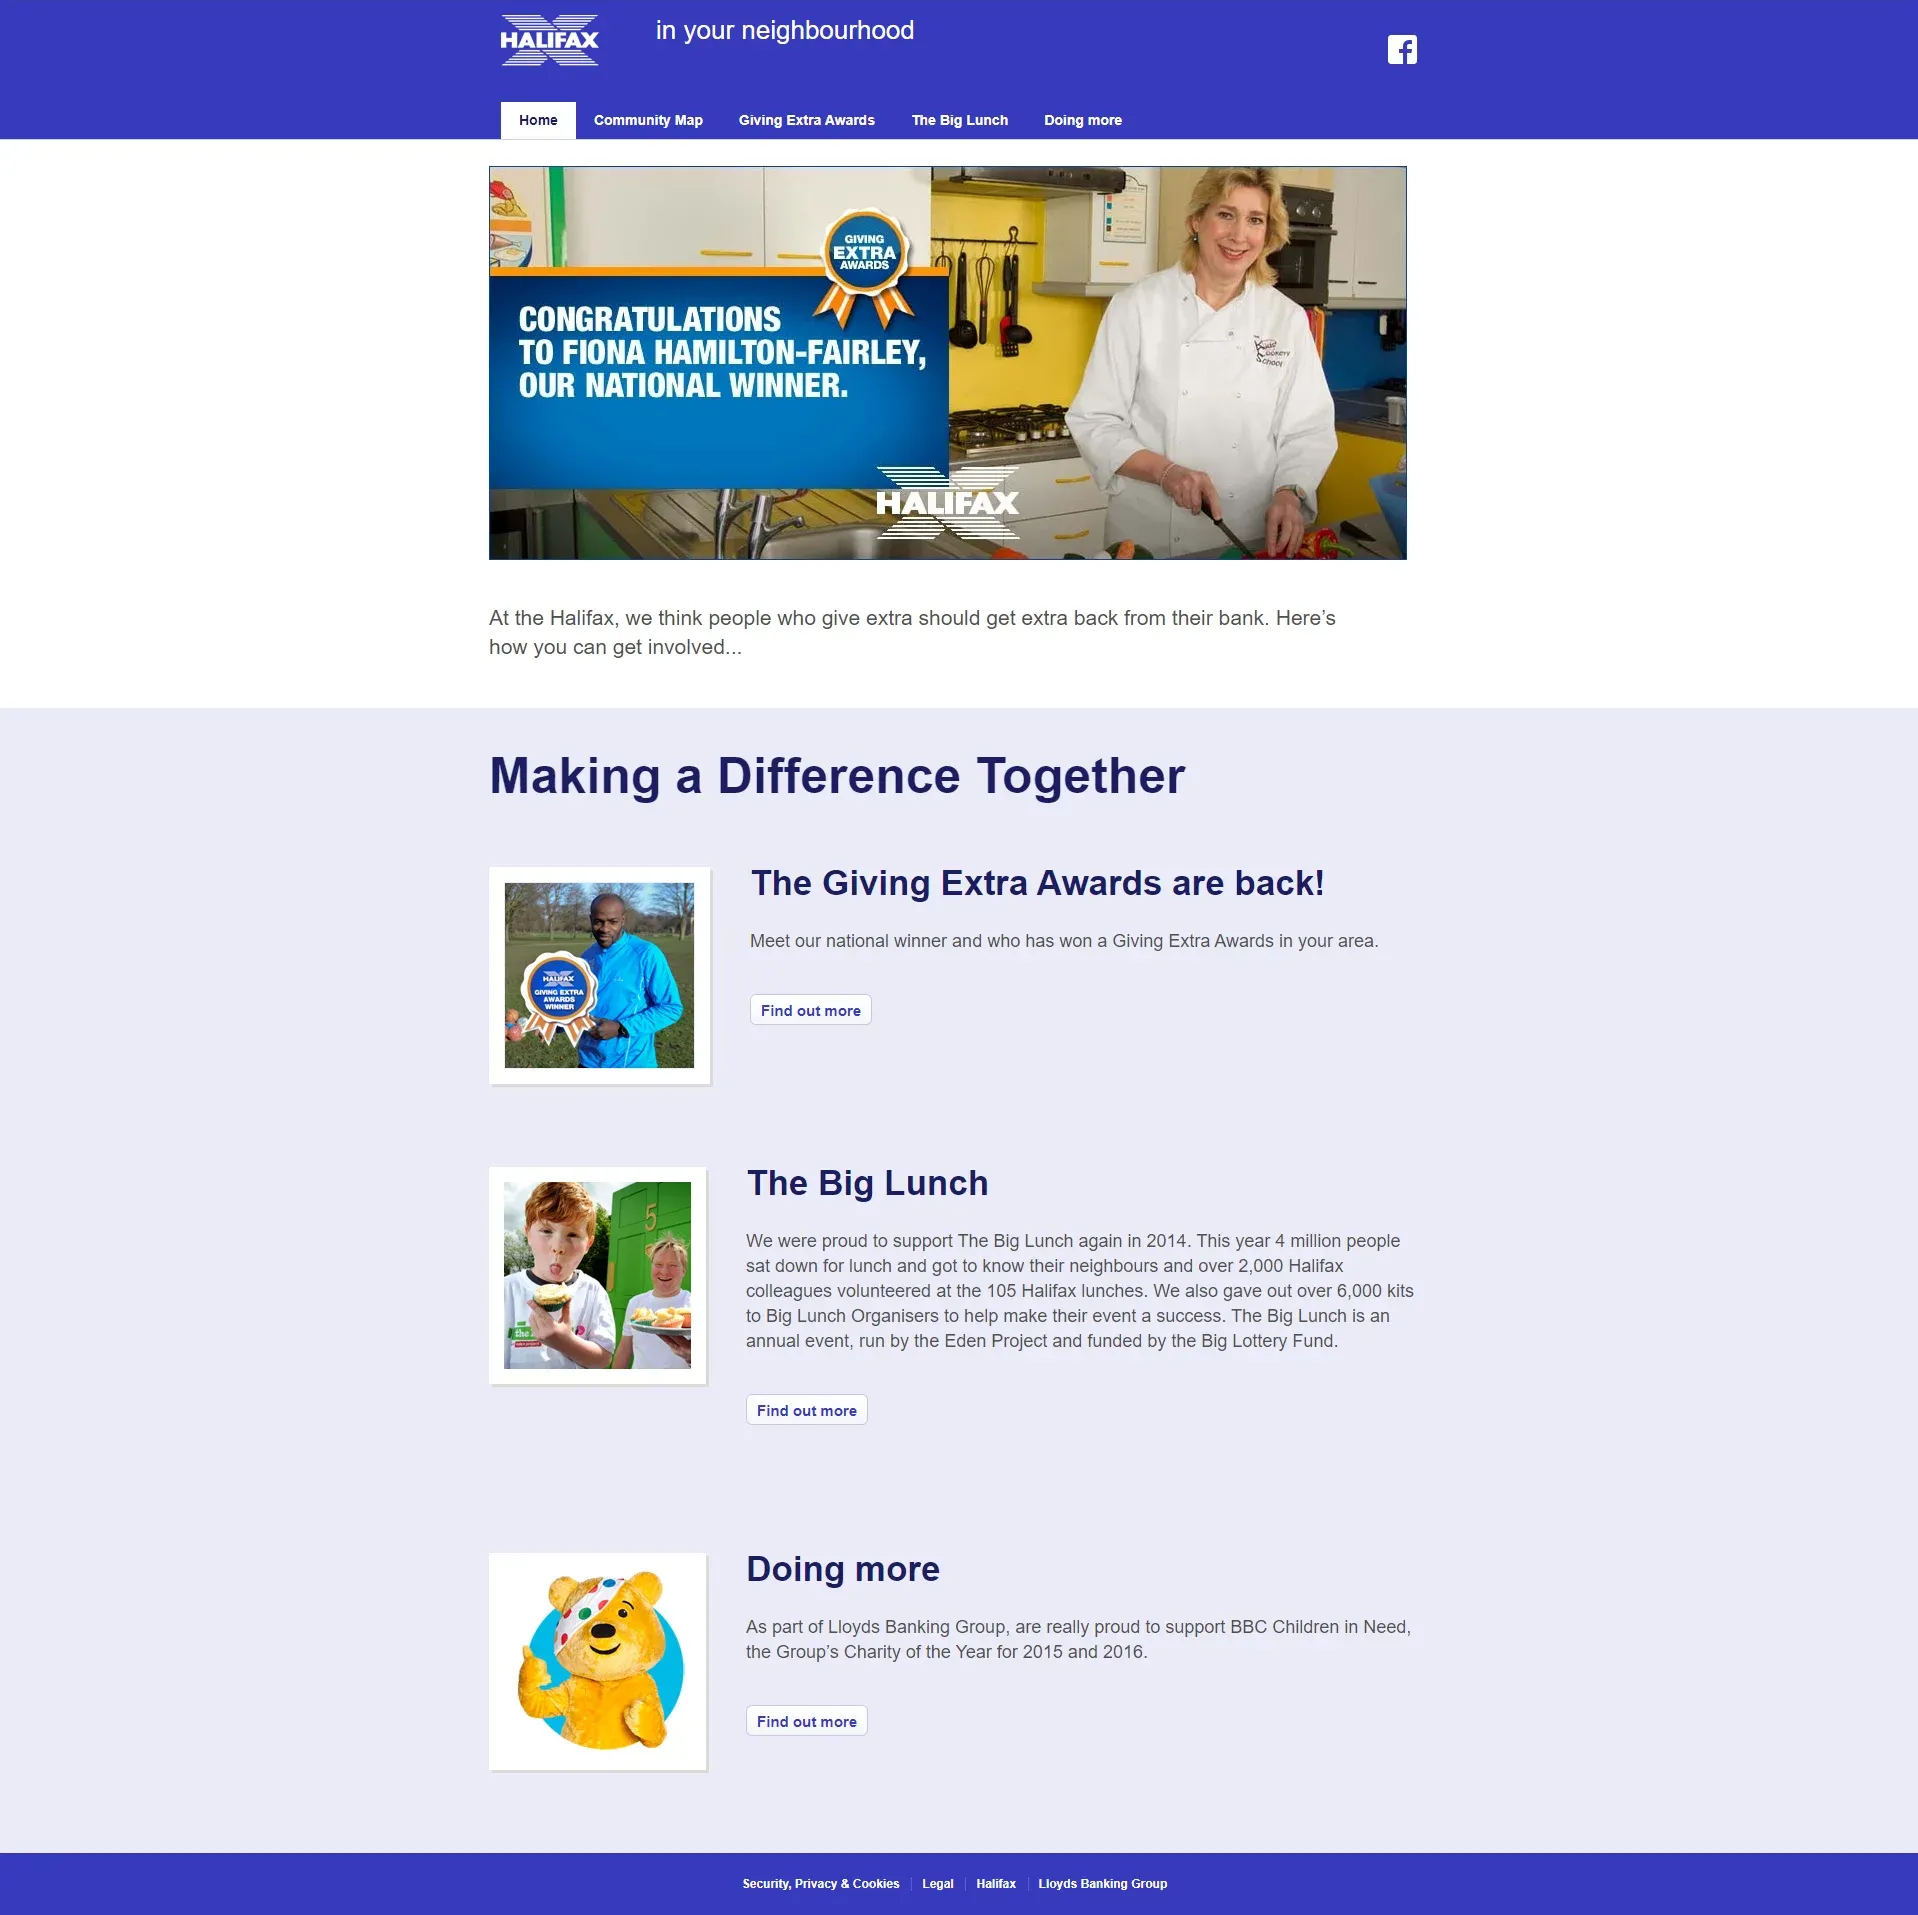 HALIFAX
in your neighbourhood
Home
Community Map
Giving Extra Awards
The Big Lunch
Doing more
GIVING
EXTRA
AWARDS
CONGRATULATIONS
TO FIONA HAMILTON-FAIRLEY,
OUR NATIONAL WINNER.
Kids
Cookery
School
HALIFAX
At the Halifax, we think people who give extra should get extra back from their bank. Here’s
how you can get involved...
Making a Difference Together
The Giving Extra Awards are back!
HALIFAX
GIVING EXTRA
AWARDS
WINNER
Meet our national winner and who has won a Giving Extra Awards in your area.
Find out more
The Big Lunch
5
the
We were proud to support The Big Lunch again in 2014. This year 4 million people
sat down for lunch and got to know their neighbours and over 2,000 Halifax
colleagues volunteered at the 105 Halifax lunches. We also gave out over 6,000 kits
to Big Lunch Organisers to help make their event a success. The Big Lunch is an
annual event, run by the Eden Project and funded by the Big Lottery Fund.
Find out more
Doing more
As part of Lloyds Banking Group, are really proud to support BBC Children in Need,
the Group’s Charity of the Year for 2015 and 2016.
Find out more
Security, Privacy & Cookies
Legal
Halifax
Lloyds Banking Group